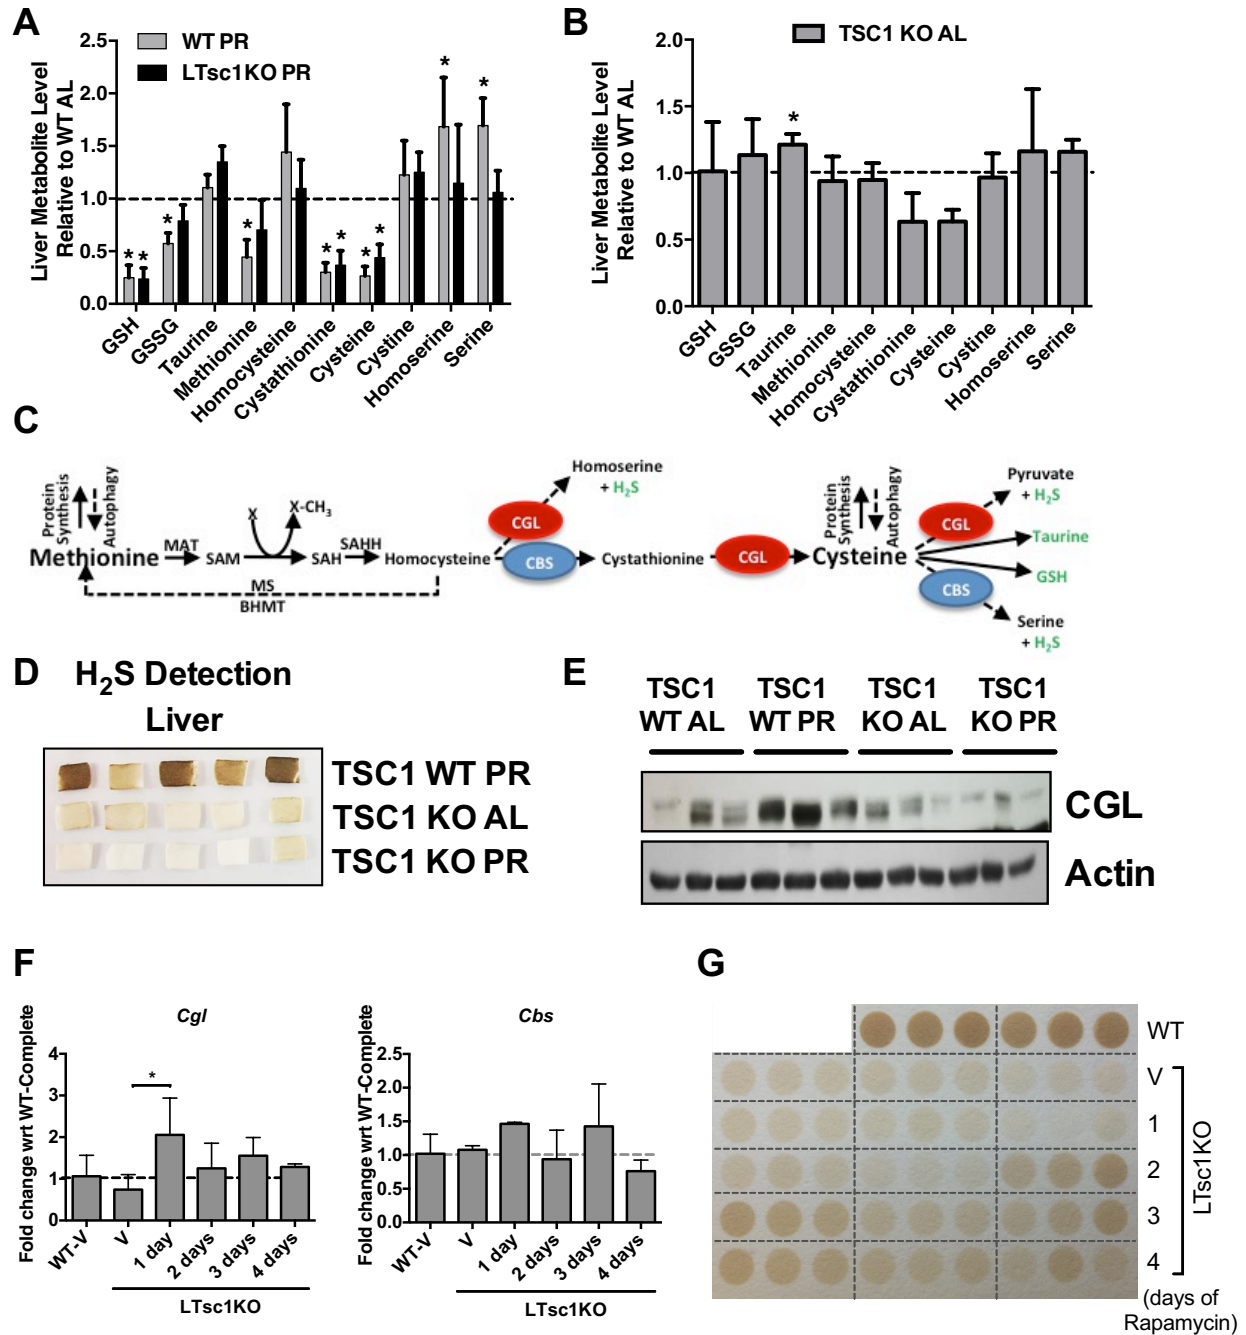 A
2.5
2.0
1.5
1.0
0.5
0.0
Liver Metabolite Level
Relative to WT AL
WT PR
LTsc1KO PR
* * * * * * * * * *
GSH
GSSG
Taurine
Methionine
Homocysteine
Cystathionine
Cysteine
Cystine
Homoserine
Serine
B
2.0
1.5
1.0
0.5
0.0
Liver Metabolite Level
Relative to WT AL
TSC1 KO AL
*
GSH
GSSG
Taurine
Methionine
Homocysteine
Cystathionine
Cysteine
Cystine
Homoserine
Serine
C
Protein
Synthesis
Autophagy
Methionine
MAT
SAM
X
X-CH3
SAH
SAHH
Homocysteine
MS
BHMT
CGL
Homoserine
+ H2S
CBS
Cystathionine
CGL
Protein
Synthesis
Autophagy
Cysteine
CGL
Pyruvate
+ H2S
Taurine
GSH
CBS
Serine
+ H2S
D
H2S Detection
Liver
TSC1 WT PR
TSC1 KO AL
TSC1 KO PR
E
TSC1
WT AL
TSC1
WT PR
TSC1
KO AL
TSC1
KO PR
CGL
Actin
F
Cgl
Fold change wrt WT-Complete
4
3
2
1
0
*
WT-V
V
1 day
2 days
3 days
4 days
LTsc1KO
Cbs
Fold change wrt WT-Complete
2.5
2.0
1.5
1.0
0.5
0.0
WT-V
V
1 day
2 days
3 days
4 days
LTsc1KO
G
WT
V
1
2
3
4
LTsc1KO
(days of
Rapamycin)